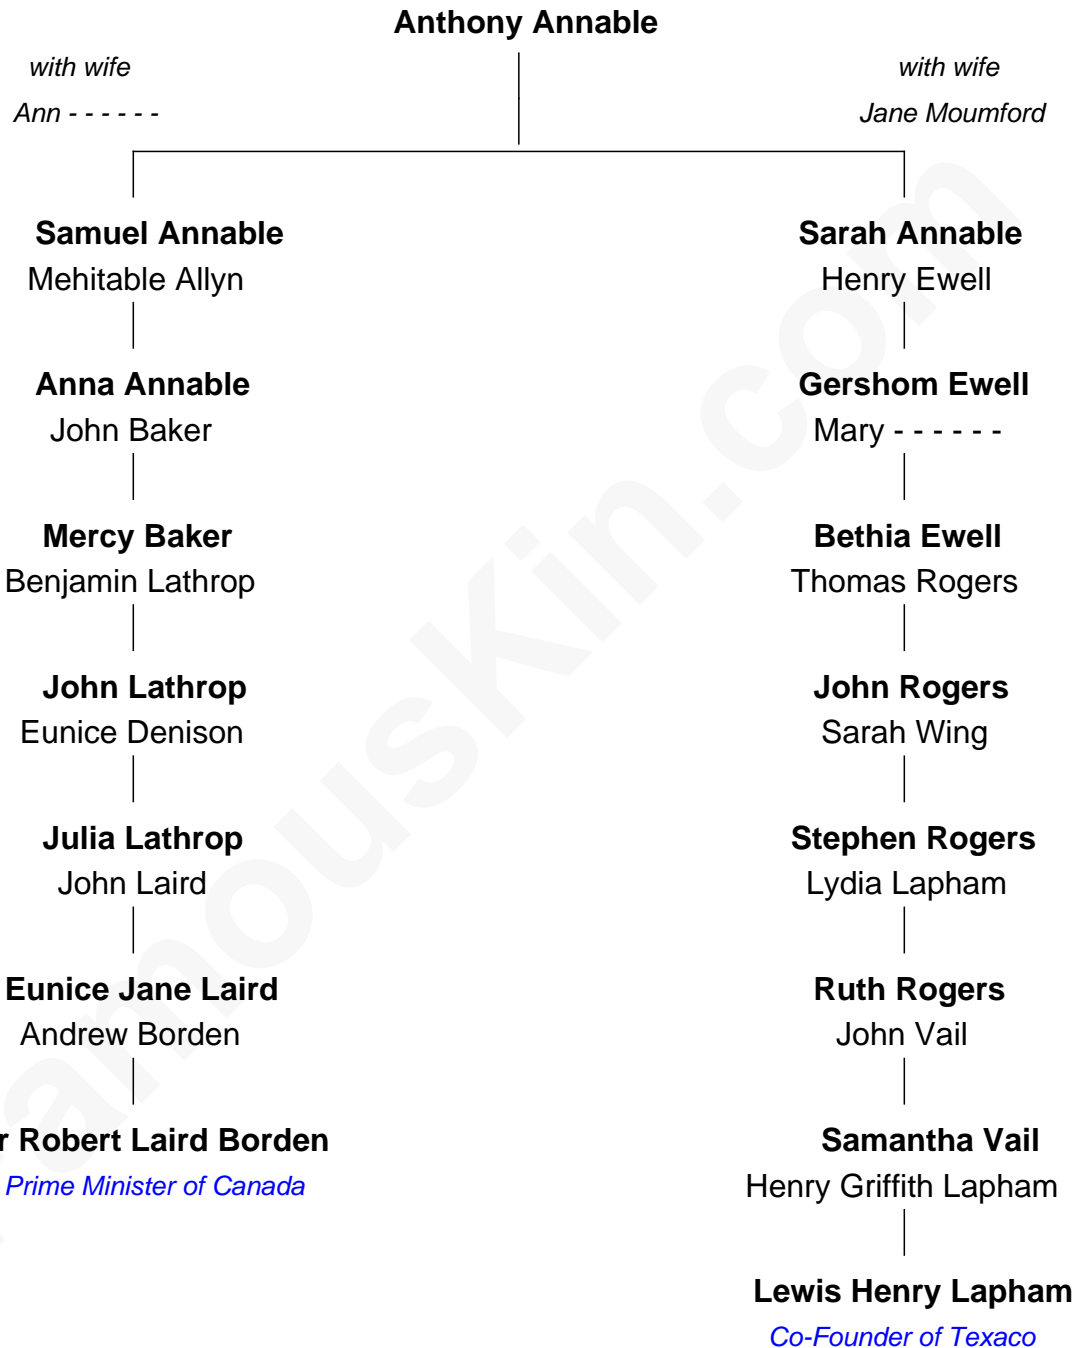 Anthony Annable
with wife
with wife
Ann - - - - - -
Jane Moumford
Samuel Annable
Sarah Annable
Mehitable Allyn
Henry Ewell
Anna Annable
Gershom Ewell
John Baker
Mary - - - - - -
Mercy Baker
Bethia Ewell
Benjamin Lathrop
Thomas Rogers
John Lathrop
John Rogers
Eunice Denison
Sarah Wing
Julia Lathrop
Stephen Rogers
John Laird
Lydia Lapham
Eunice Jane Laird
Ruth Rogers
Andrew Borden
John Vail
r Robert Laird Borden
Samantha Vail
Prime Minister of Canada
Henry Griffith Lapham
Lewis Henry Lapham
Co-Founder of Texaco
amousKin.com